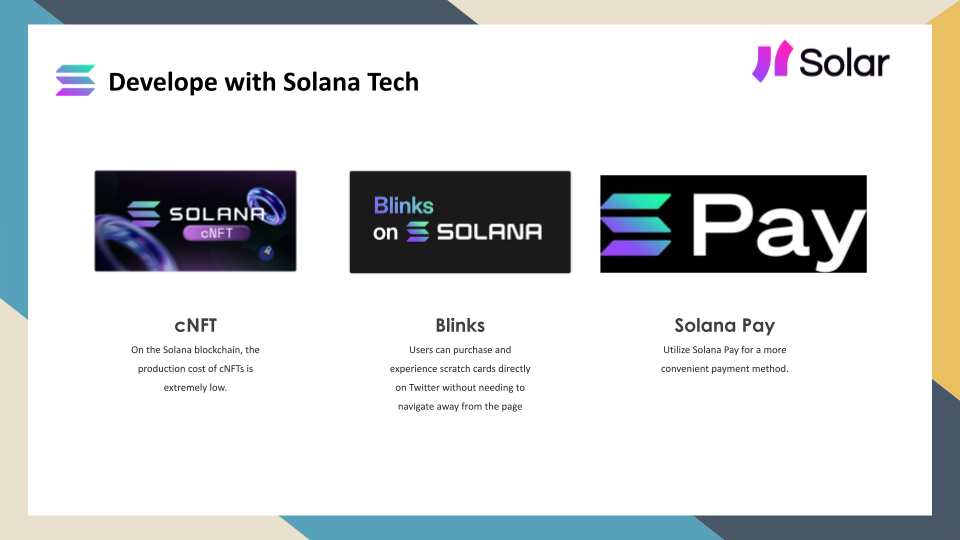 Solar
Develope with Solana Tech
SOLANA
cNFT
Blinks
on SOLANA
Pay
cNFT
On the Solana blockchain, the
production cost of cNFTs is
extremely low.
Blinks
Users can purchase and
experience scratch cards directly
on Twitter without needing to
navigate away from the page
Solana Pay
Utilize Solana Pay for a more
convenient payment method.